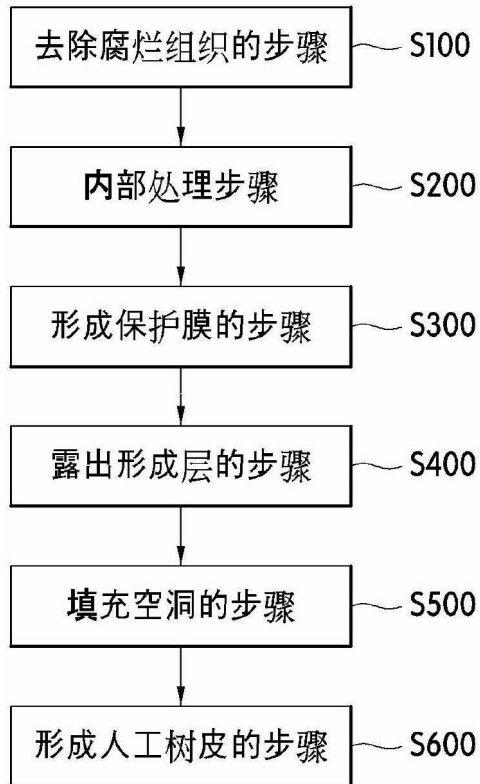 去除腐烂组织的步骤 S100
内部处理步骤 S200
形成保护膜的步骤 S300
露出形成层的步骤 S400
填充空洞的步骤 S500
形成人工树皮的步骤 S600